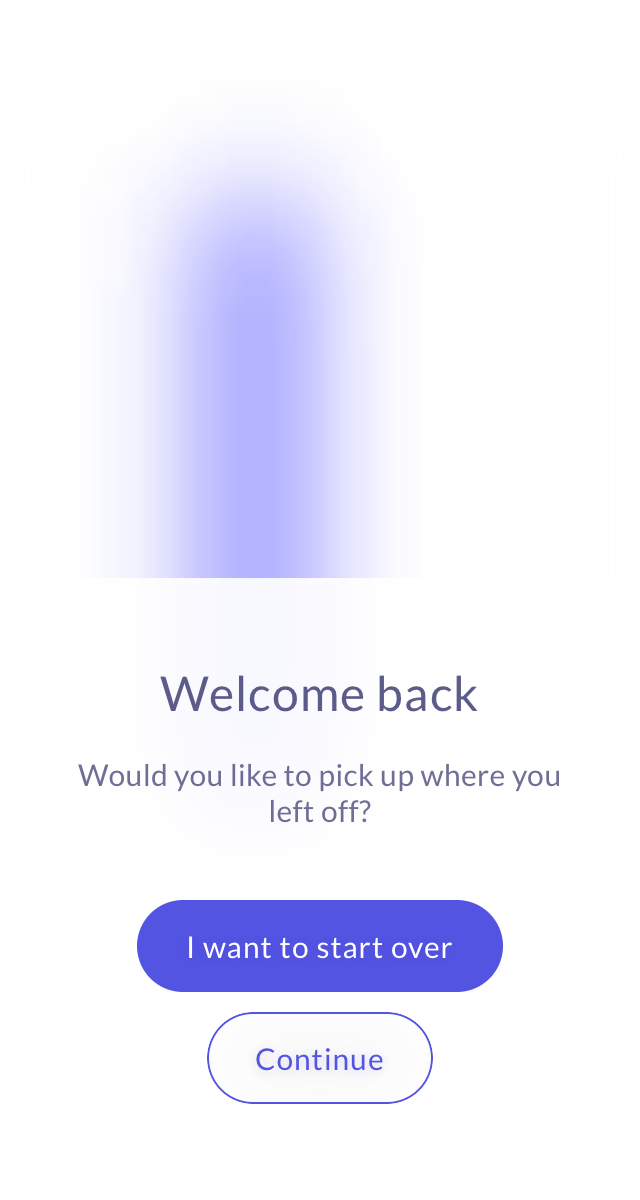 Welcome back
Would you like to pick up where you
left off?
I want to start over
Continue